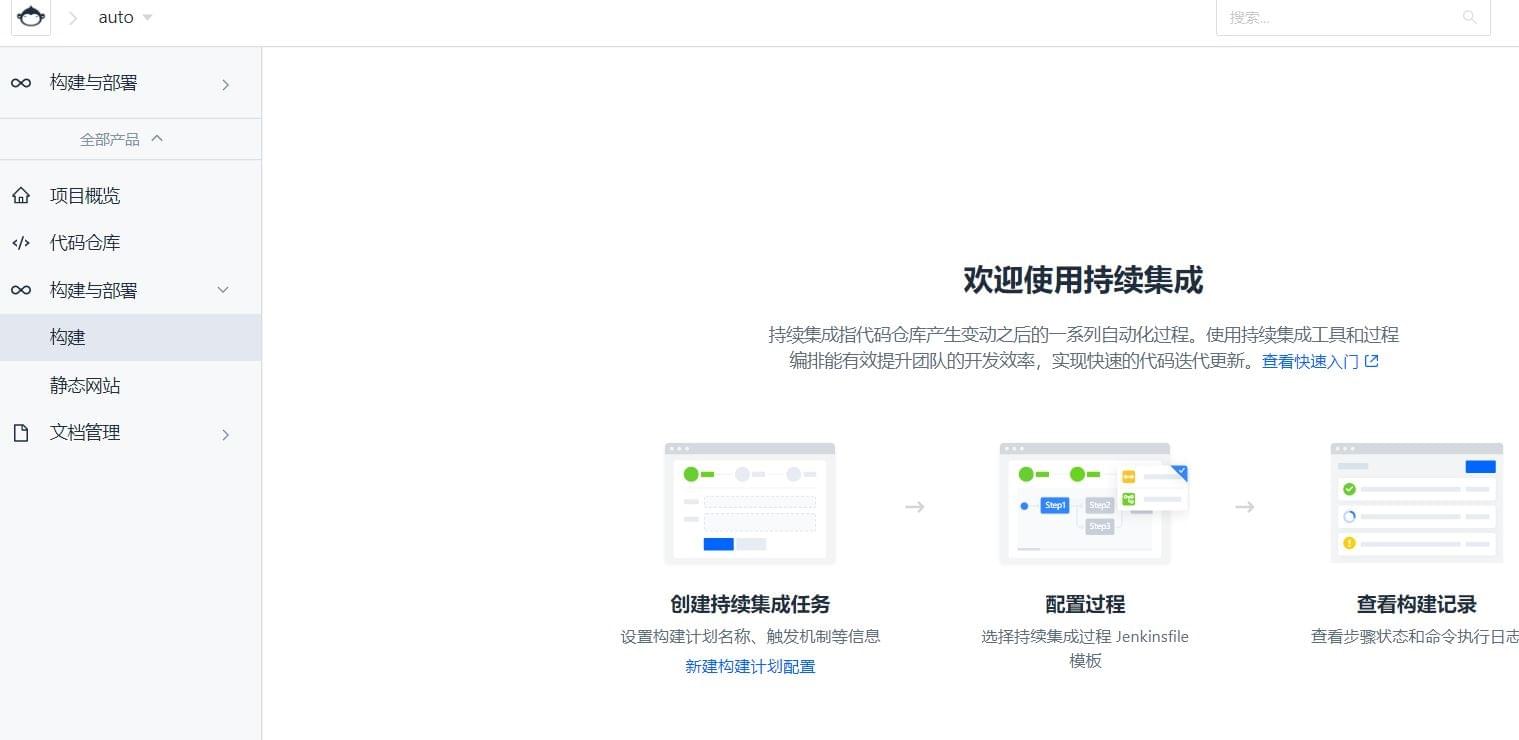 auto
搜索...
构建与部署
全部产品
项目概览
代码仓库
构建与部署
构建
静态网站
文档管理
欢迎使用持续集成
持续集成指代码仓库产生变动之后的一系列自动化过程。使用持续集成工具和过程
编排能有效提升团队的开发效率，实现快速的代码迭代更新。查看快速入门
Step1
Step2
Step3
创建持续集成任务
设置构建计划名称、触发机制等信息
新建构建计划配置
配置过程
选择持续集成过程 Jenkinsfile
模板
查看构建记录
查看步骤状态和命令执行日志